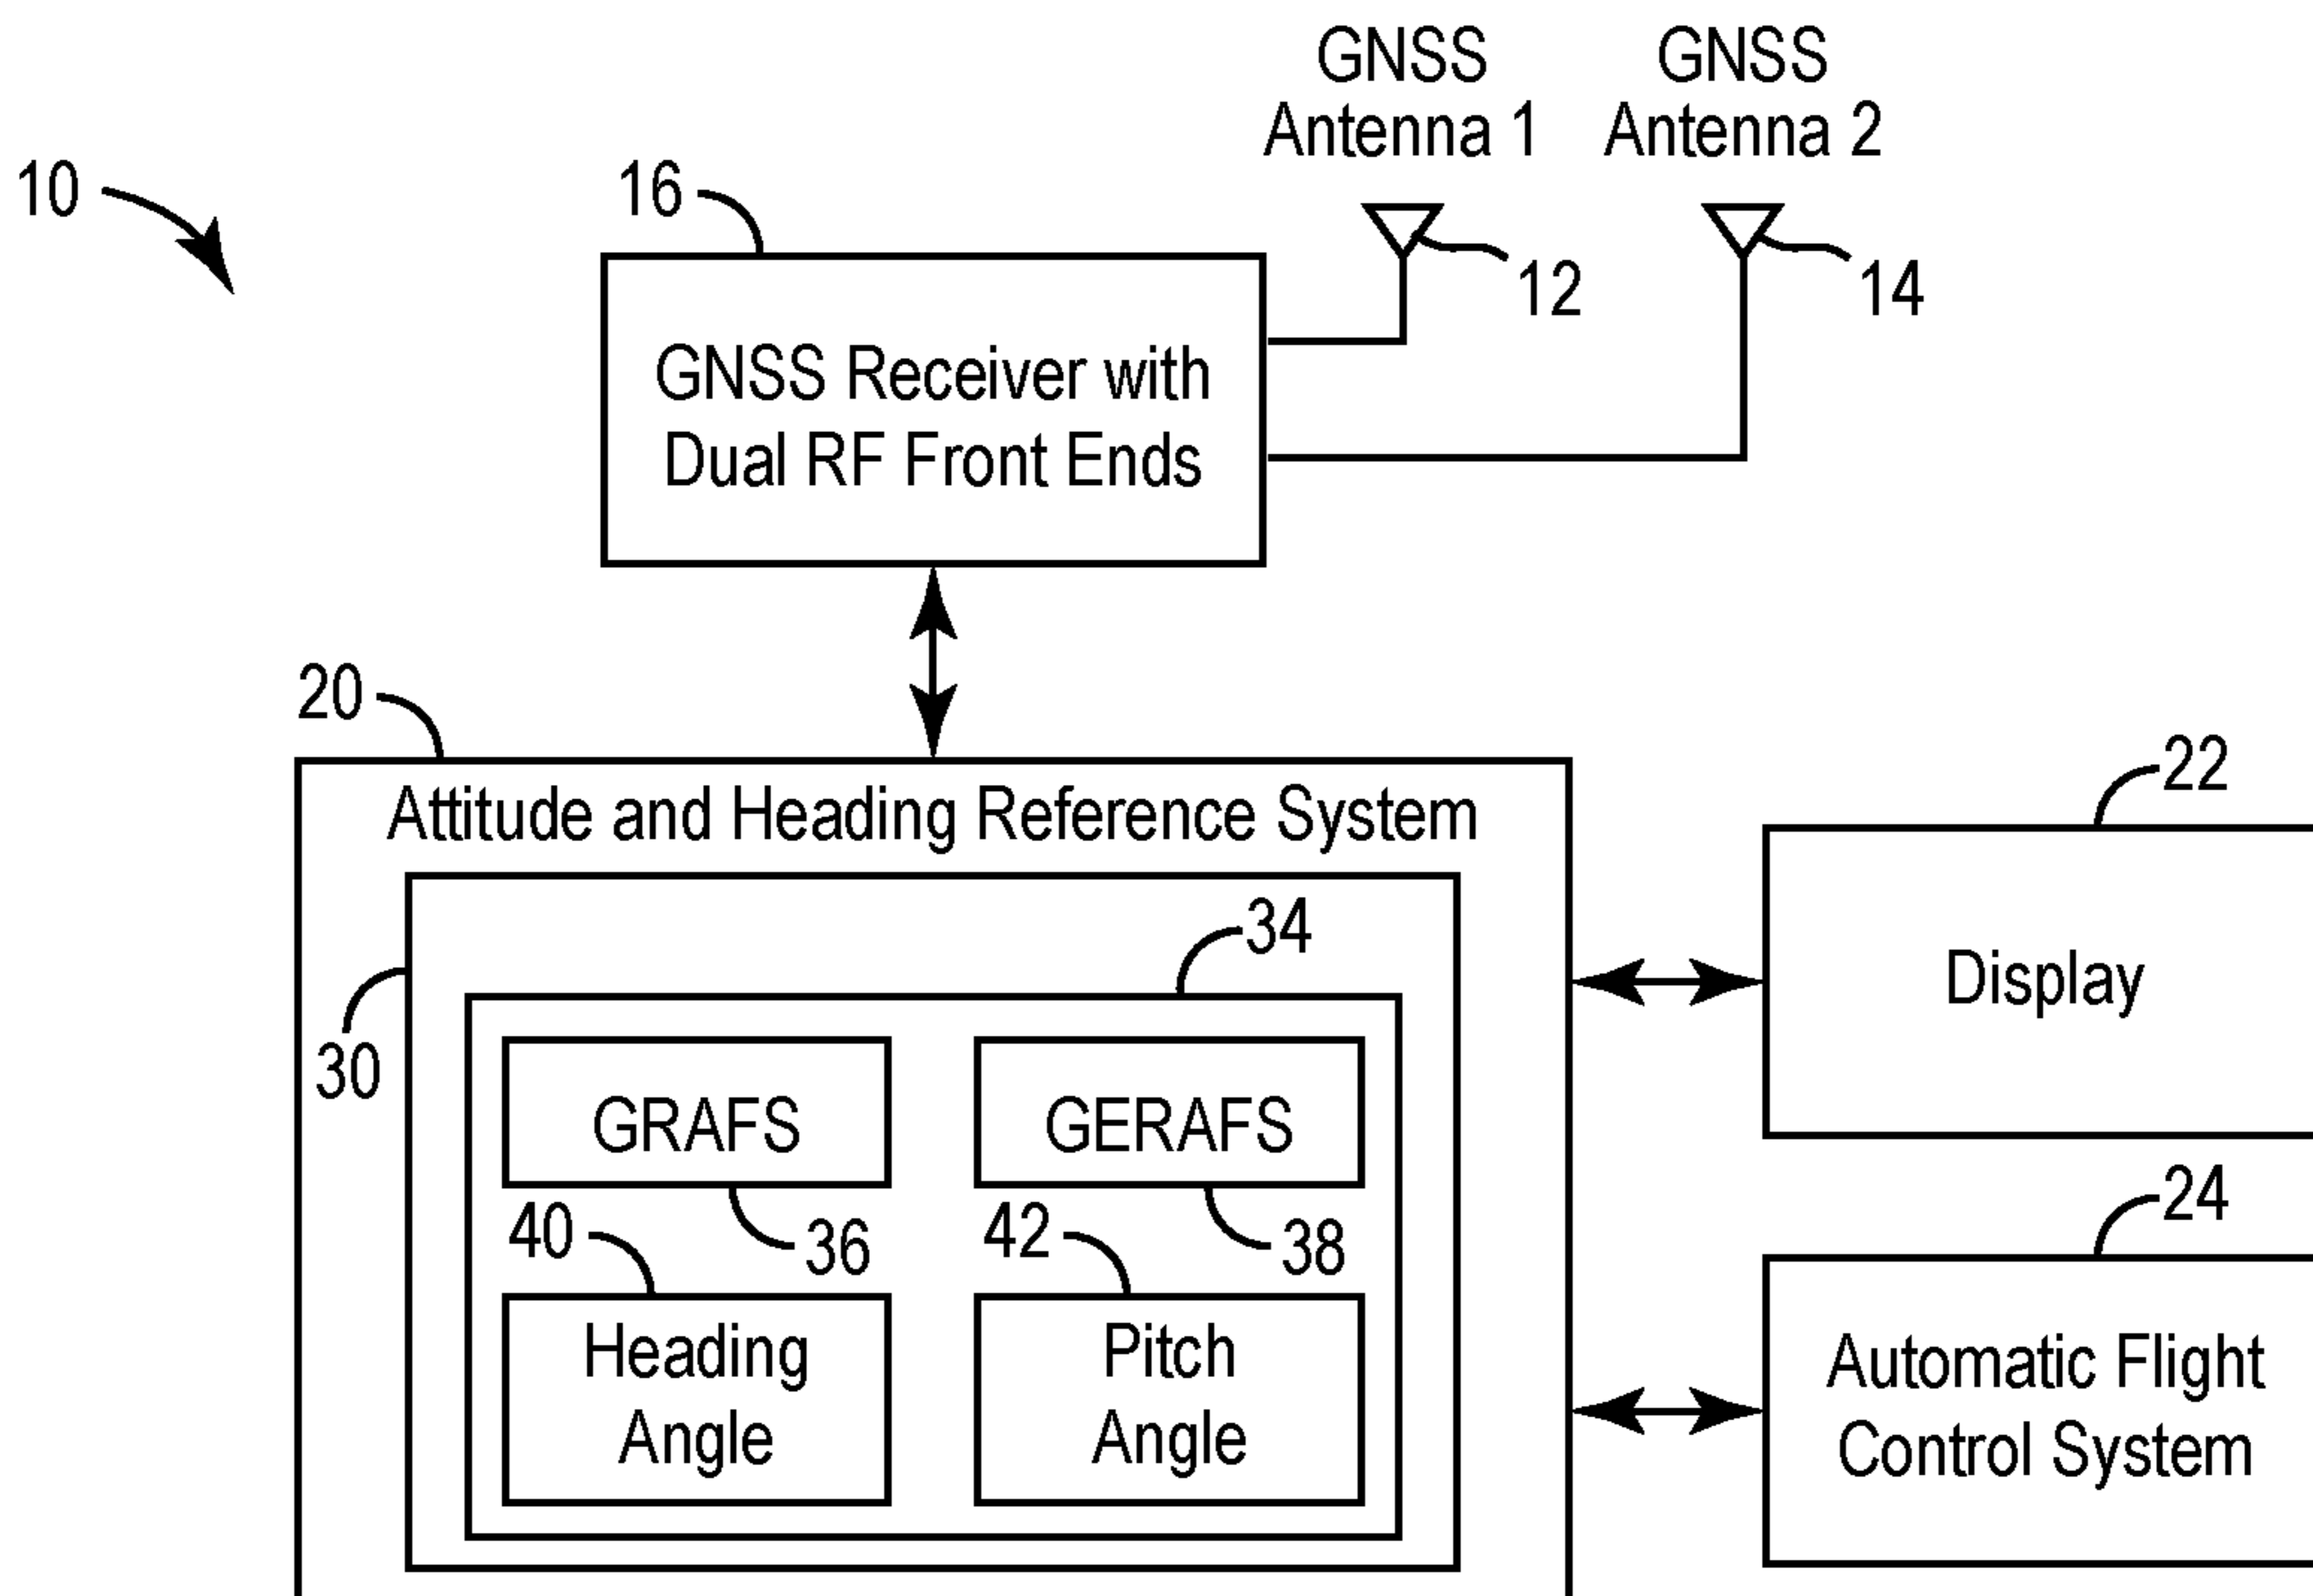 GNSS
Antenna 1
GNSS
Antenna 2
10
16
12
14
GNSS Receiver with
Dual RF Front Ends
20
Attitude and Heading Reference System
22
34
Display
30
GRAFS
GERAFS
40
36
42
38
24
Heading
Angle
Pitch
Angle
Automatic Flight
Control System